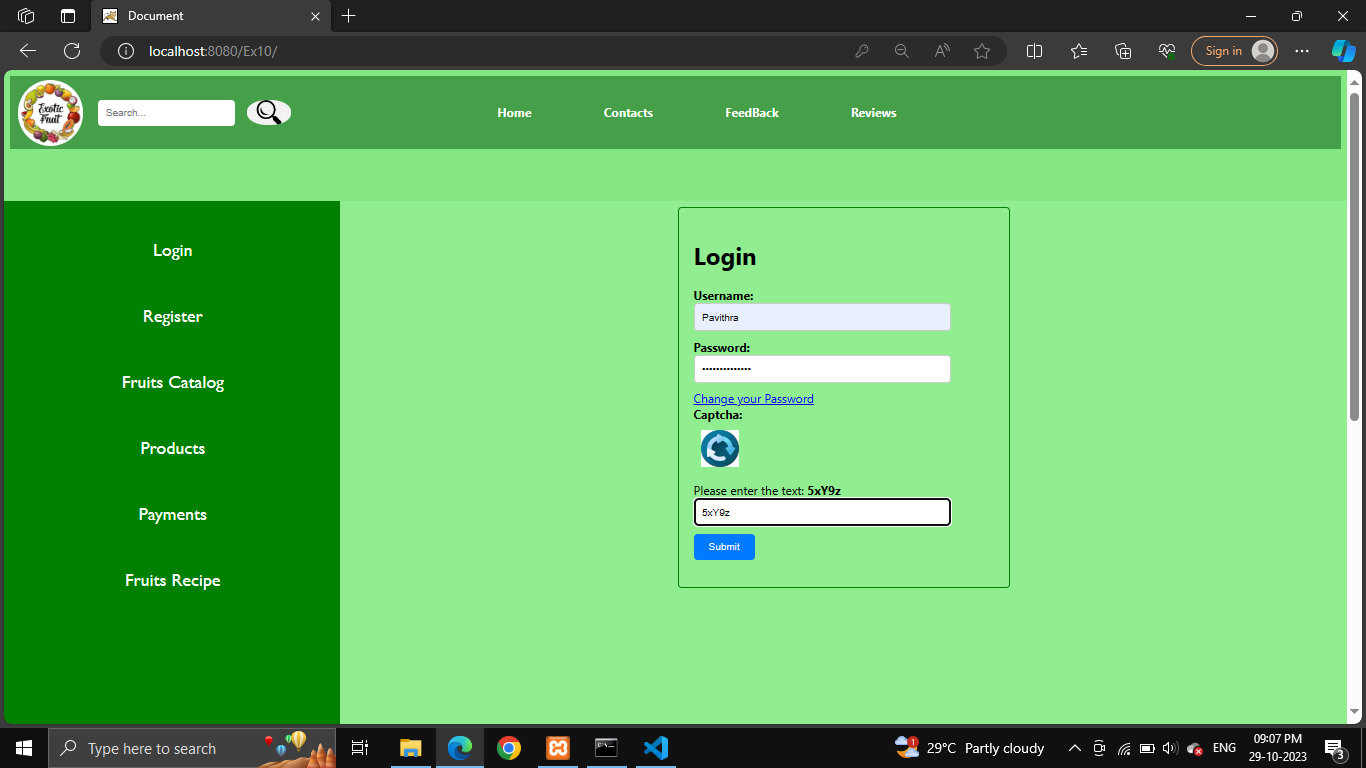 Document
localhost:8080/Ex10/
Sign in
Exotic
Fruit
Search...
Home
Contacts
FeedBack
Reviews
Login
Register
Fruits Catalog
Products
Payments
Fruits Recipe
Login
Username:
Pavithra
Password:
••••••••••••••
Change your Password
Captcha:
Please enter the text: 5xY9z
5xY9z
Submit
Type here to search
1
29°C Partly cloudy
ENG
09:07 PM
29-10-2023
3